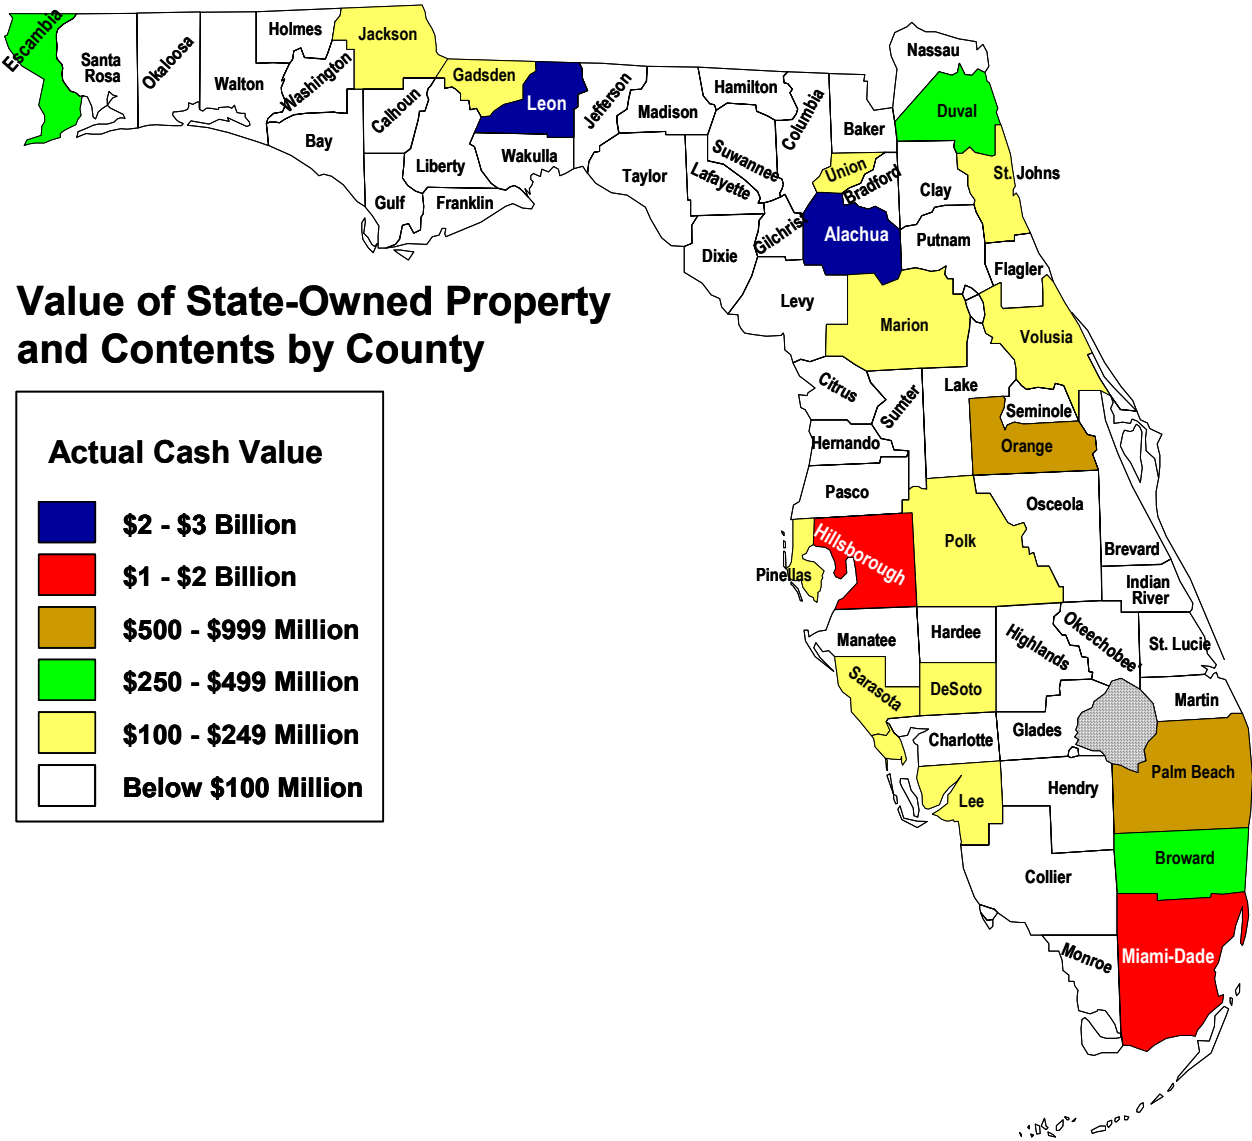 Escambia
Santa
Rosa
Okaloosa
Walton
Holmes
Washington
Jackson
Bay
Calhoun
Gulf
Gadsden
Liberty
Franklin
Leon
Wakulla
Jefferson
Madison
Taylor
Hamilton
Suwannee
Lafayette
Dixie
Columbia
Gilchrist
Baker
Union
Bradford
Alachua
Nassau
Duval
Clay
St. Johns
Putnam
Flagler
Levy
Marion
Volusia
Value of State-Owned Property
and Contents by County
Actual Cash Value
$2 - $3 Billion
$1 - $2 Billion
$500 - $999 Million
$250 - $499 Million
$100 - $249 Million
Below $100 Million
Citrus
Sumter
Lake
Seminole
Hernando
Orange
Pasco
Osceola
Brevard
Pinellas
Hillsborough
Polk
Indian
River
Manatee
Hardee
Highlands
Okeechobee
St. Lucie
Sarasota
DeSoto
Martin
Charlotte
Glades
Palm Beach
Lee
Hendry
Broward
Collier
Monroe
Miami-Dade